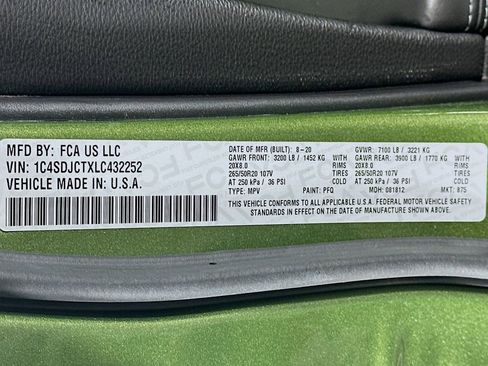 MFD BY: FCA US LLC
VIN: 1C4SDJCTXLC432252
VEHICLE MADE IN: U.S.A.
DATE OF MFR (BUILT): 8-20 GVWR: 7100 LB / 3221 KG
GAWR FRONT: 3200 LB / 1452 KG GAWR REAR: 3900 LB / 1770 KG
20X8.0 20X8.0
265/50R20 107V TIRES 265/50R20 107V TIRES
AT 250 kPa / 36 PSI COLD AT 250 kPa / 36 PSI COLD
TYPE: MPV PAINT: PFQ MDH: 081812 MKT: 875
THIS VEHICLE CONFORMS TO ALL APPLICABLE U.S.A. FEDERAL MOTOR VEHICLE SAFETY
STANDARDS IN EFFECT ON THE DATE OF MANUFACTURE SHOWN ABOVE